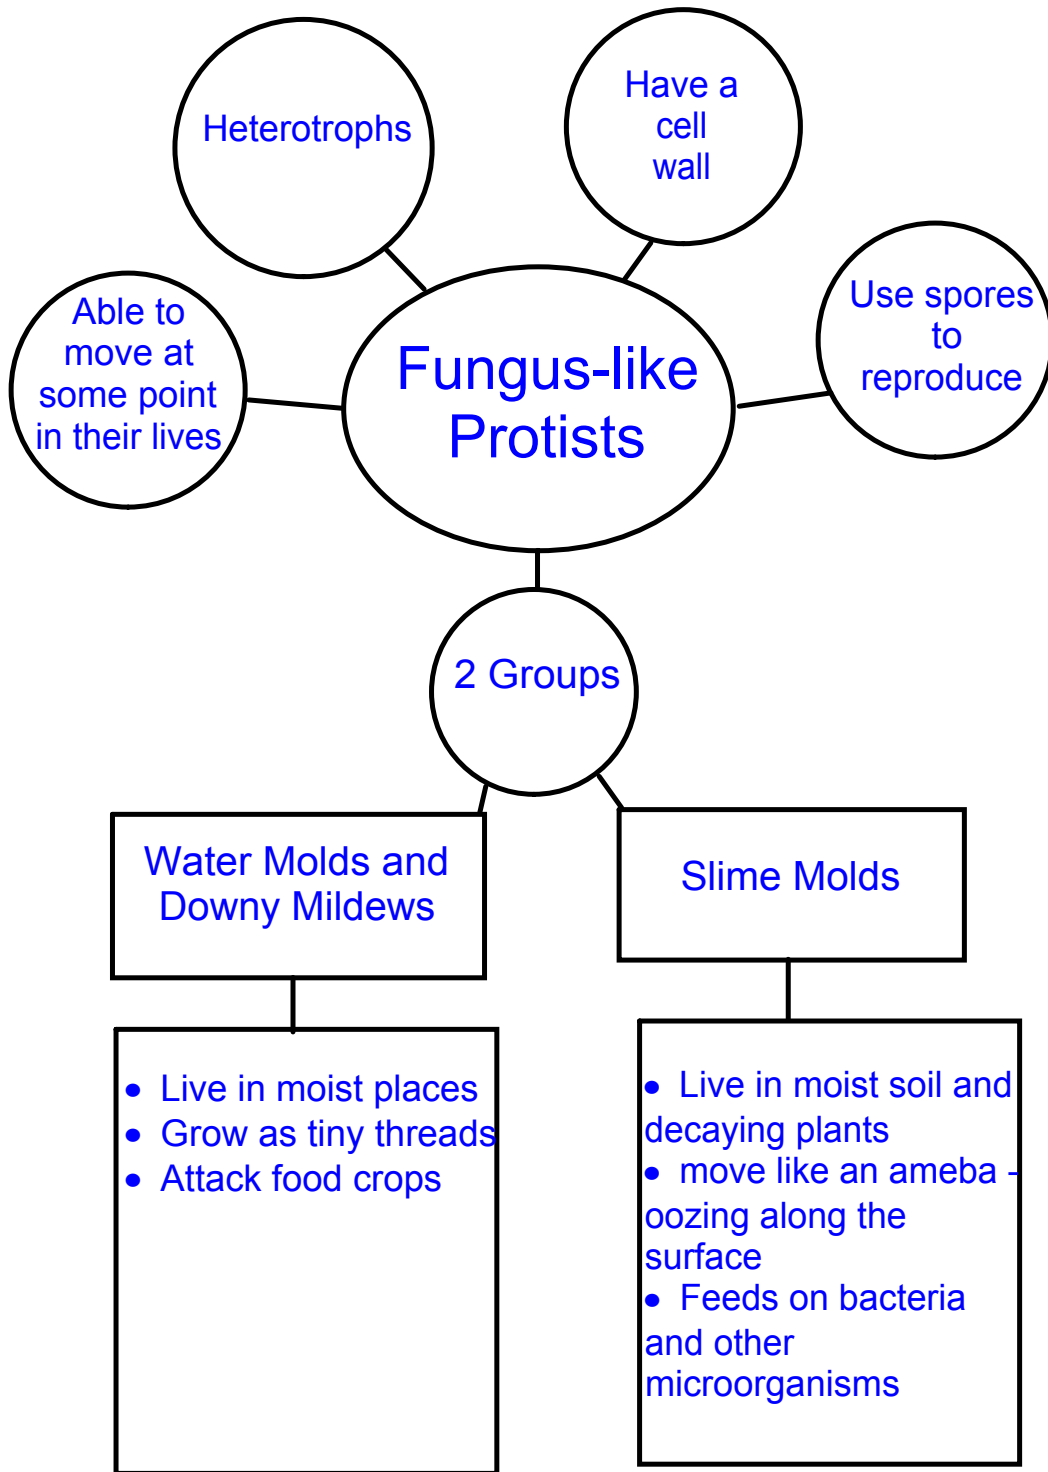 Heterotrophs
Have a
cell
wall
Able to
move at
some point
in their lives
Use spores
to
reproduce
Fungus-like
Protists
2 Groups
Water Molds and
Downy Mildews
Slime Molds
• Live in moist places
• Grow as tiny threads
• Attack food crops
• Live in moist soil and
decaying plants
• move like an ameba -
oozing along the
surface
• Feeds on bacteria
and other
microorganisms